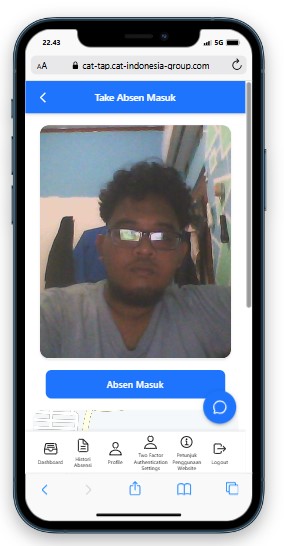 22.43 5G
AA cat-tap.cat-indonesia-group.com
Take Absen Masuk
Absen Masuk
Dashboard
Histori
Absensi
Profile
Two Factor
Authentication
Settings
Petunjuk
Penggunaan
Website
Logout